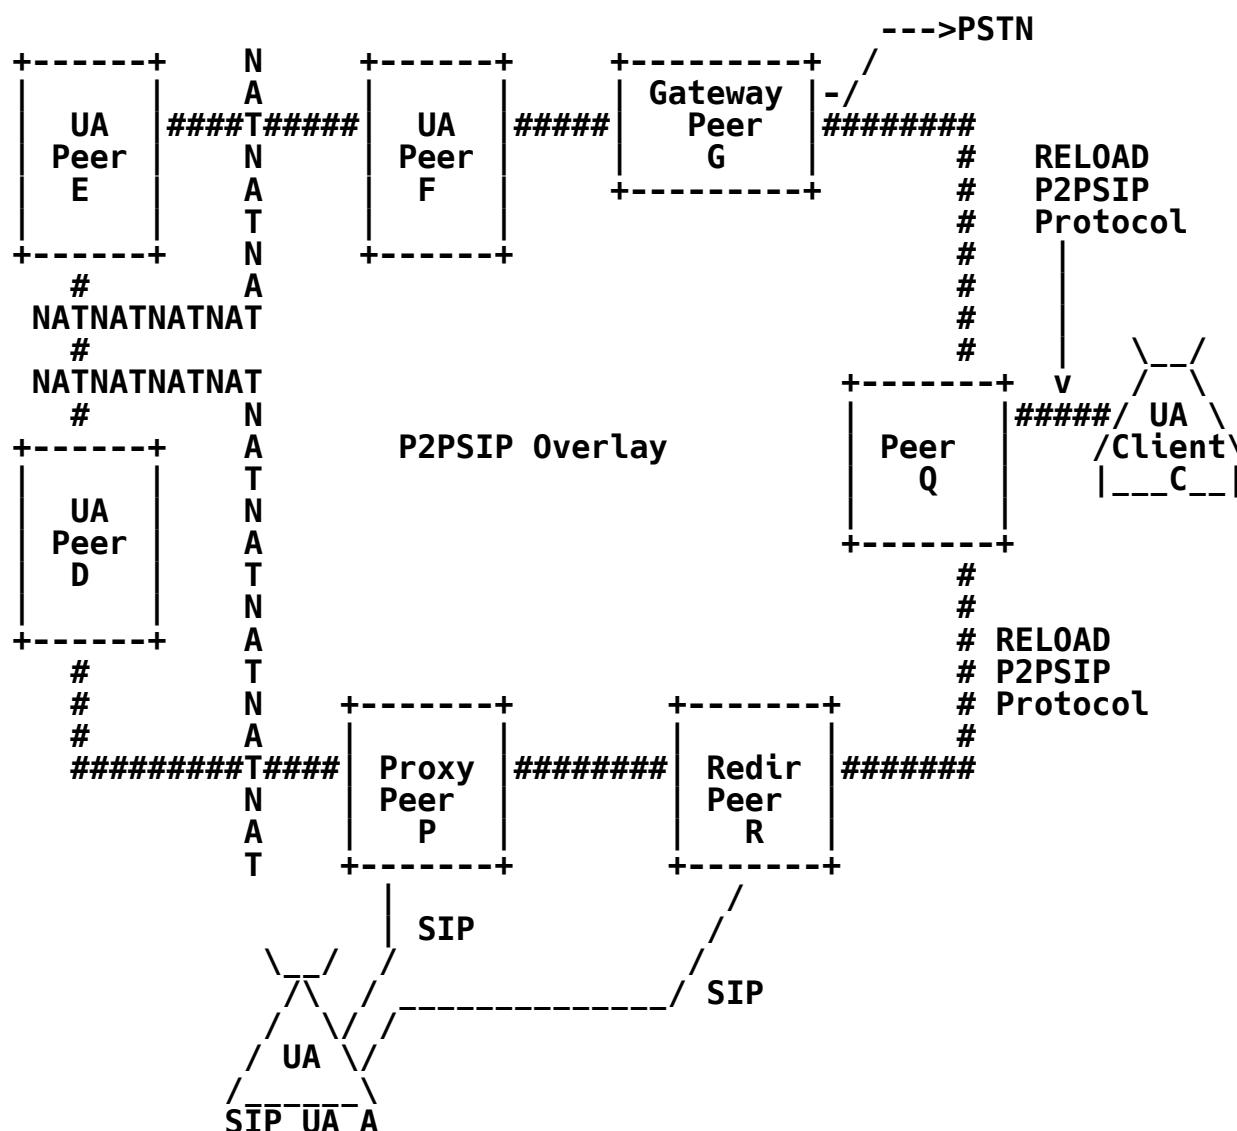 --->PSTN
N
A
Gateway
UA T UA Peer
Peer N Peer G RELOAD
E A F P2PSIP
T Protocol
N
A
NATNATNATNAT
NATNATNATNAT v
N UA
A P2PSIP Overlay Peer Client
T Q C
UA N
Peer A
D T
N
A RELOAD
T P2PSIP
N Protocol
A
T Proxy Redir
N Peer Peer
A P R
T
SIP
SIP
UA
SIP UA A